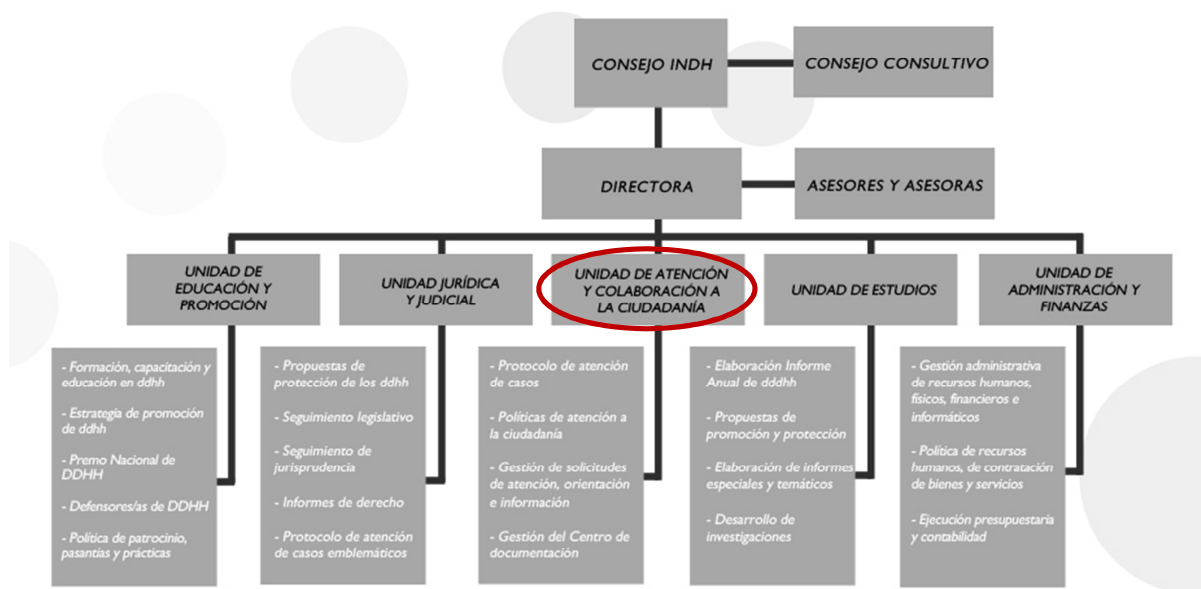 CONSEJO INDH
CONSEJO CONSULTIVO
DIRECTORA
ASESORES Y ASESORAS
UNIDAD DE
EDUCACIÓN Y
PROMOCIÓN
UNIDAD JURÍDICA
Y JUDICIAL
UNIDAD DE ATENCIÓN
Y COLABORACIÓN A
LA CIUDADANÍA
UNIDAD DE ESTUDIOS
UNIDAD DE
ADMINISTRACIÓN Y
FINANZAS
- Formación, capacitación y
educación en ddhh
- Estrategia de promoción
de ddhh
- Premo Nacional de
DDHH
- Defensores/as de DDHH
- Política de patrocinio,
pasantías y prácticas
- Propuestas de
protección de los ddhh
- Seguimiento legislativo
- Seguimiento de
jurisprudencia
- Informes de derecho
- Protocolo de atención
de casos emblemáticos
- Protocolo de atención
de casos
- Políticas de atención a
la ciudadanía
- Gestión de solicitudes
de atención, orientación
e información
- Gestión del Centro de
documentación
- Elaboración Informe
Anual de dddhh
- Propuestas de
promoción y protección
- Elaboración de informes
especiales y temáticos
- Desarrollo de
investigaciones
- Gestión administrativa
de recursos humanos,
físicos, financieros e
informáticos
- Política de recursos
humanos, de contratación
de bienes y servicios
- Ejecución presupuestaria
y contabilidad